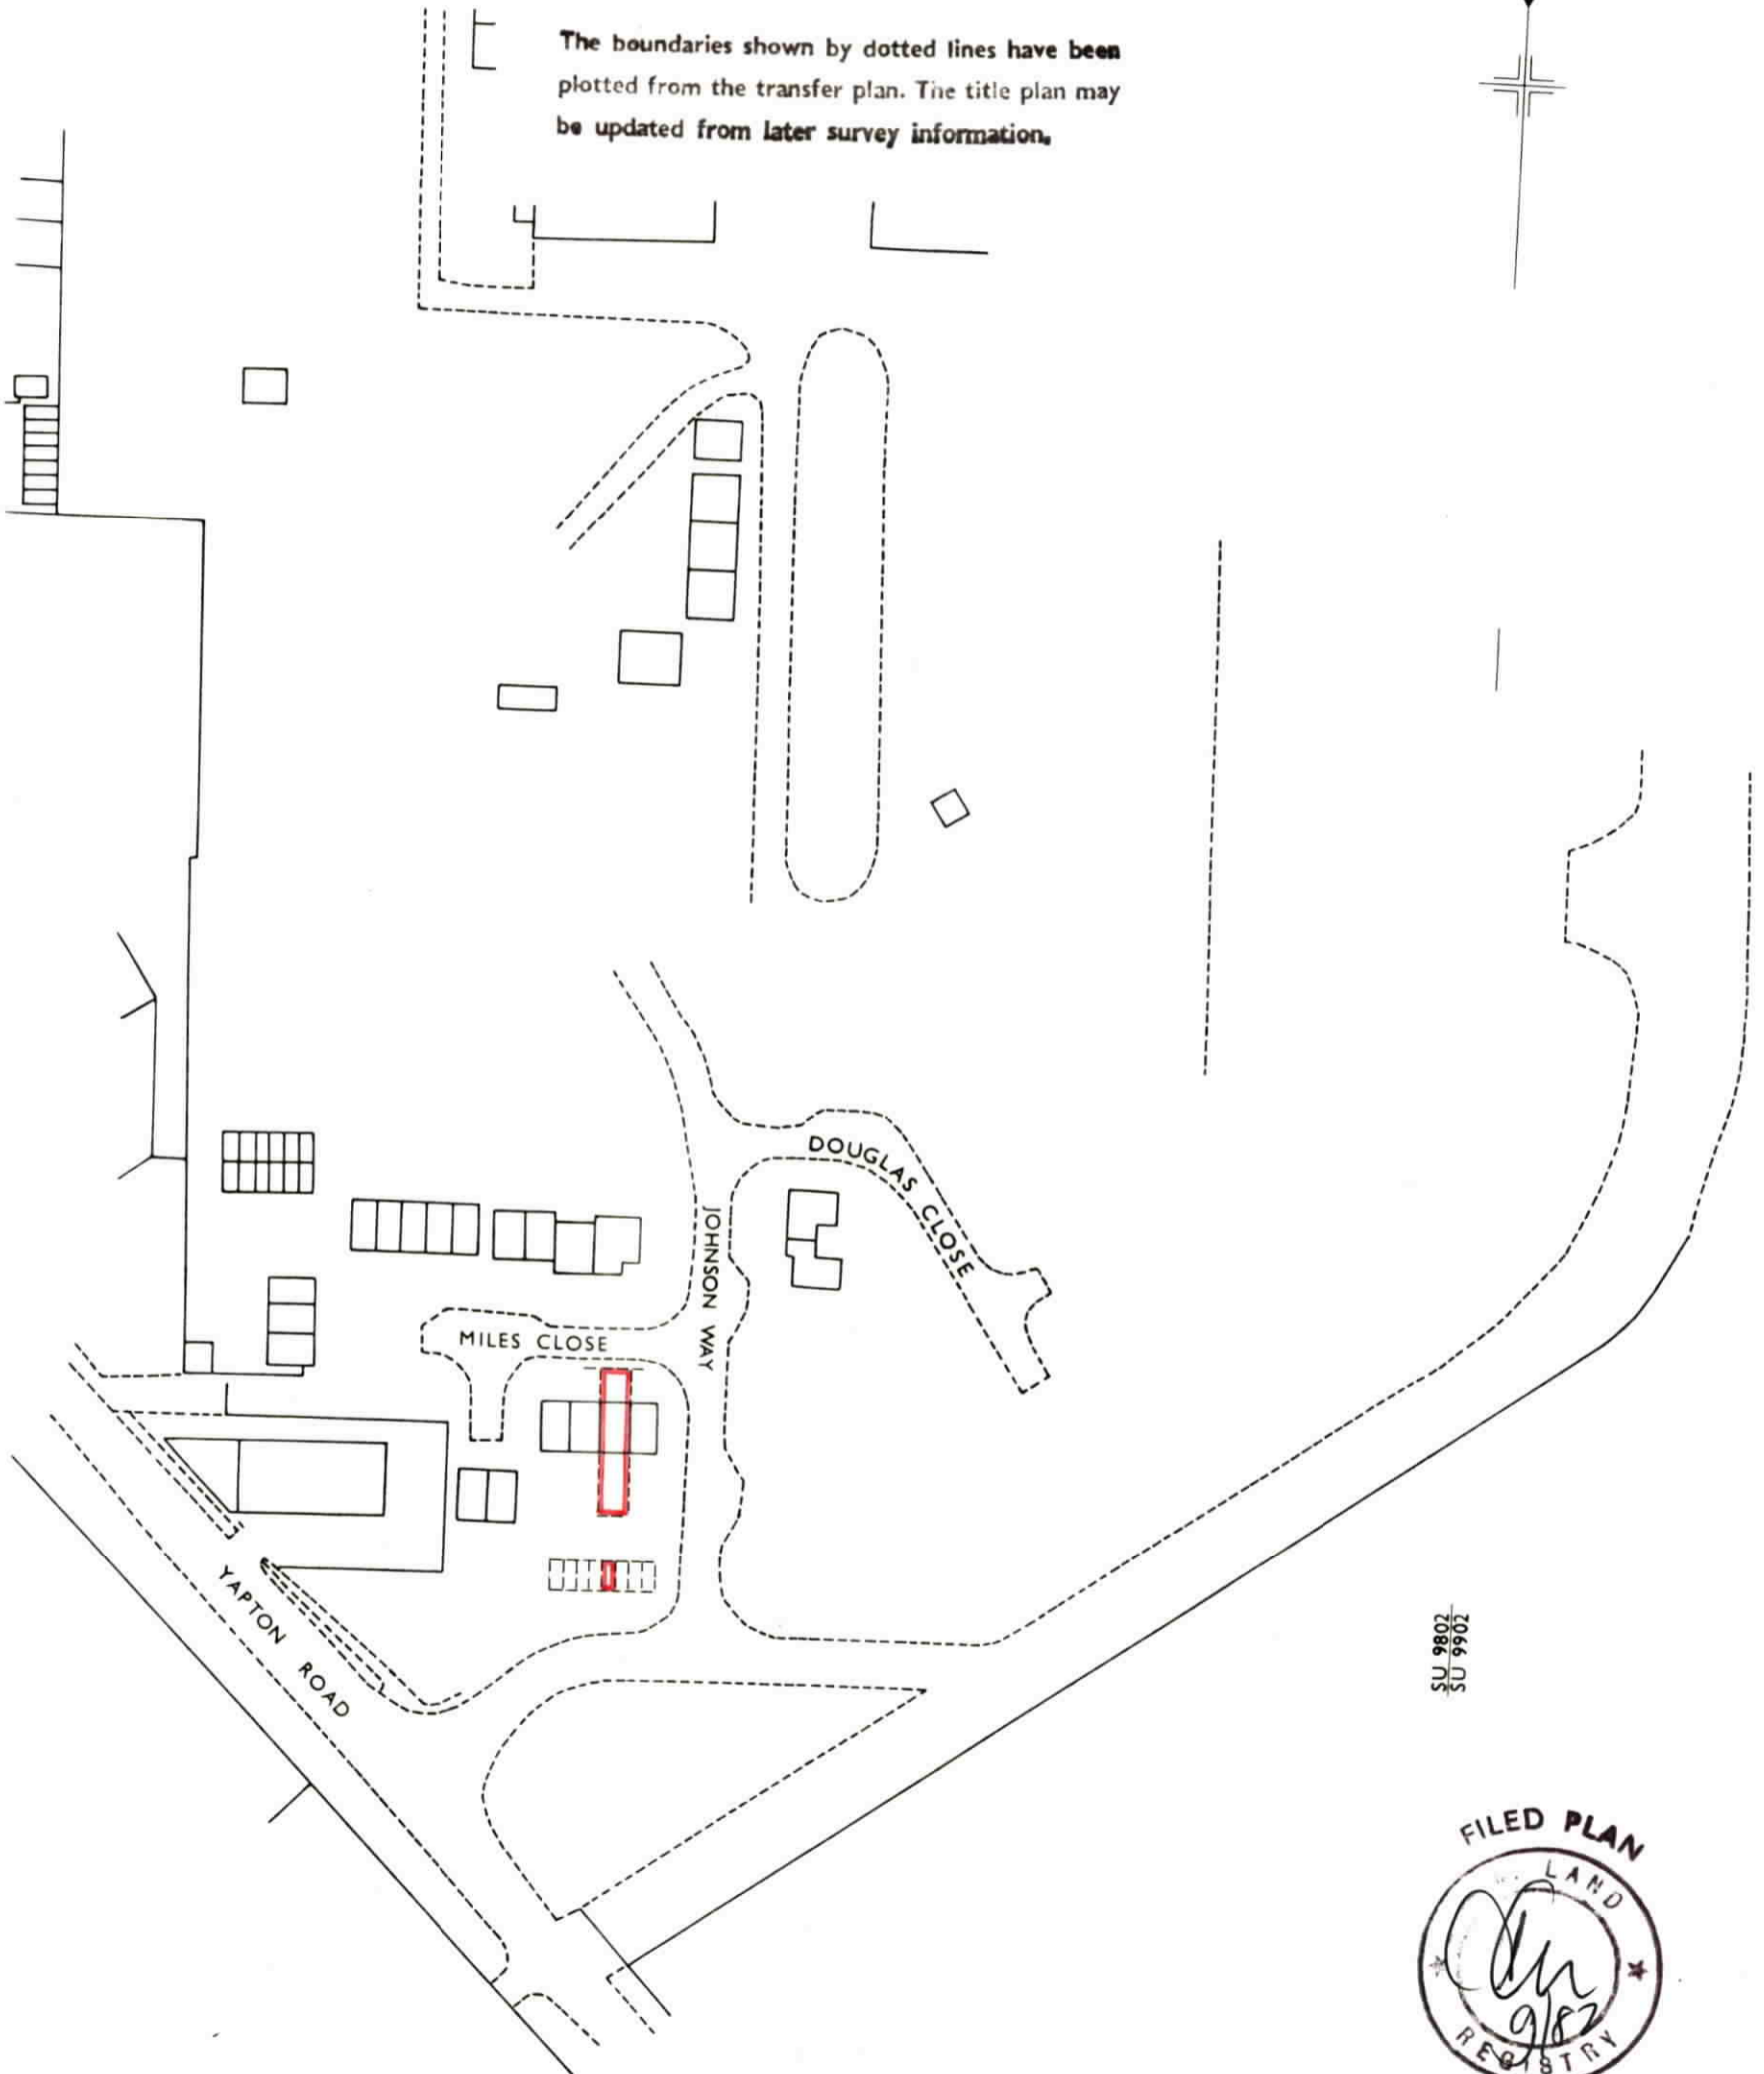 The boundaries shown by dotted lines have been
plotted from the transfer plan. The title plan may
be updated from later survey information.
DOUGLAS CLOSE
JOHNSON WAY
MILES CLOSE
YAPTON ROAD
SU 9802
SU 9902
FILED PLAN
LAND
9/82
REGISTRY